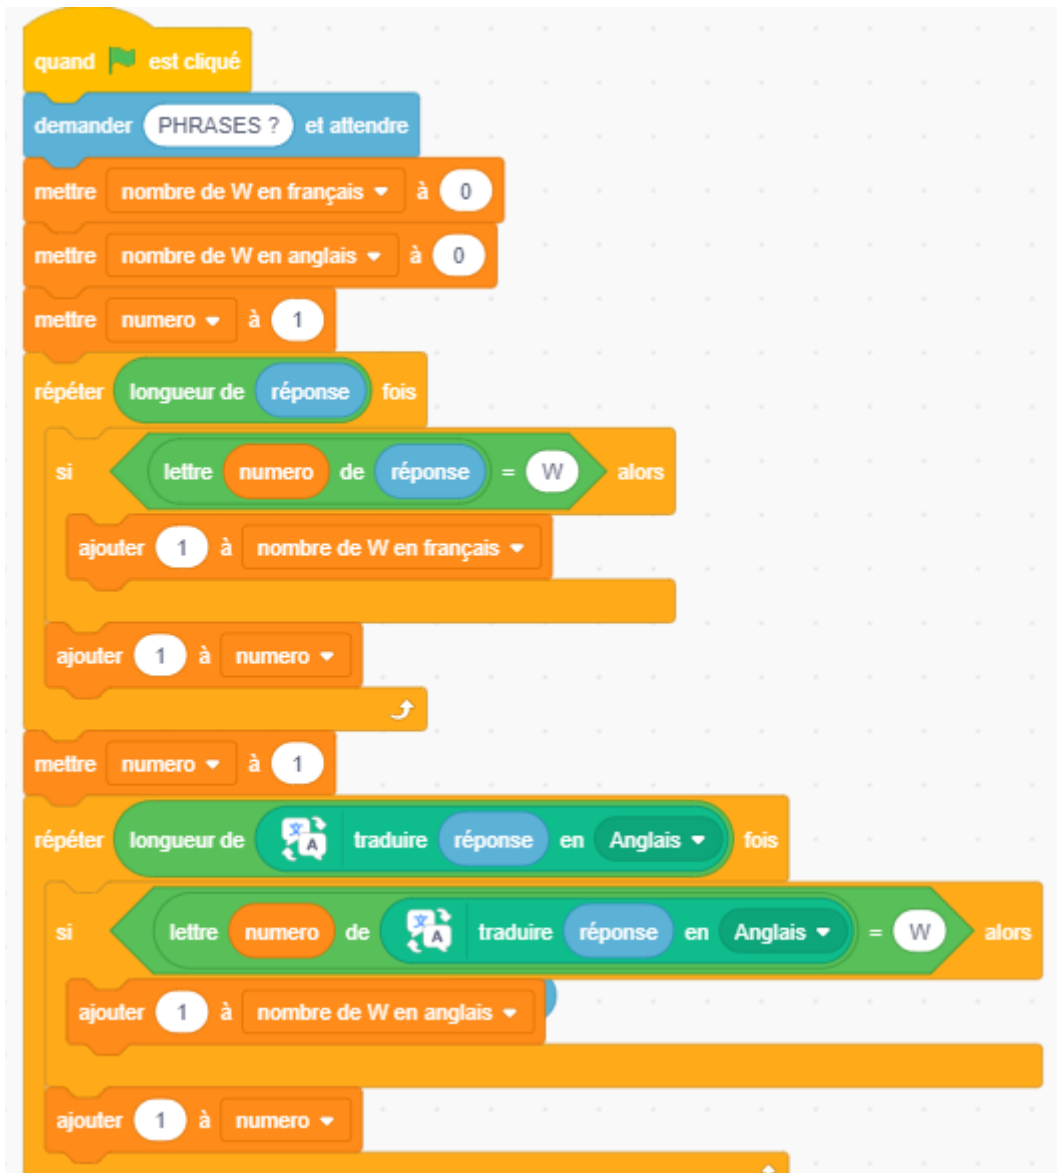 quand est cliqué
demander PHRASES ? et attendre
mettre nombre de W en français à 0
mettre nombre de W en anglais à 0
mettre numero à 1
répéter longueur de réponse fois
si lettre numero de réponse = W alors
ajouter 1 à nombre de W en français
ajouter 1 à numero
mettre numero à 1
répéter longueur de traduire réponse en Anglais fois
si lettre numero de traduire réponse en Anglais = W alors
ajouter 1 à nombre de W en anglais
ajouter 1 à numero